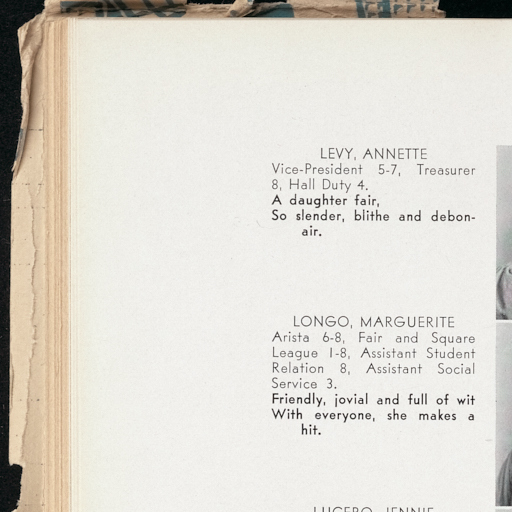 LEVY, ANNETTE
Vice-President 5-7, Treasurer
8, Hall Duty 4.
A daughter fair,
So slender, blithe and debon-
air.
LONGO, MARGUERITE
Arista 6-8, Fair and Square
League 1-8, Assistant Student
Relation 8, Assistant Social
Service 3.
Friendly, jovial and full of wit
With everyone, she makes a
hit.
LUCERO, JENNIE